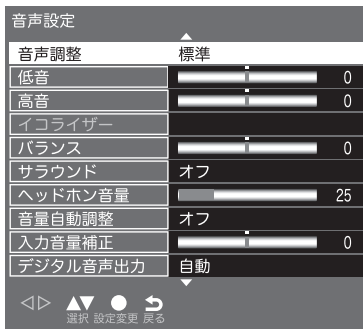 音声設定
音声調整 標準
低音 0
高音 0
イコライザー
バランス 0
サラウンド オフ
ヘッドホン音量 25
音量自動調整 オフ
入力音量補正 0
デジタル音声出力 自動
選択 設定変更 戻る